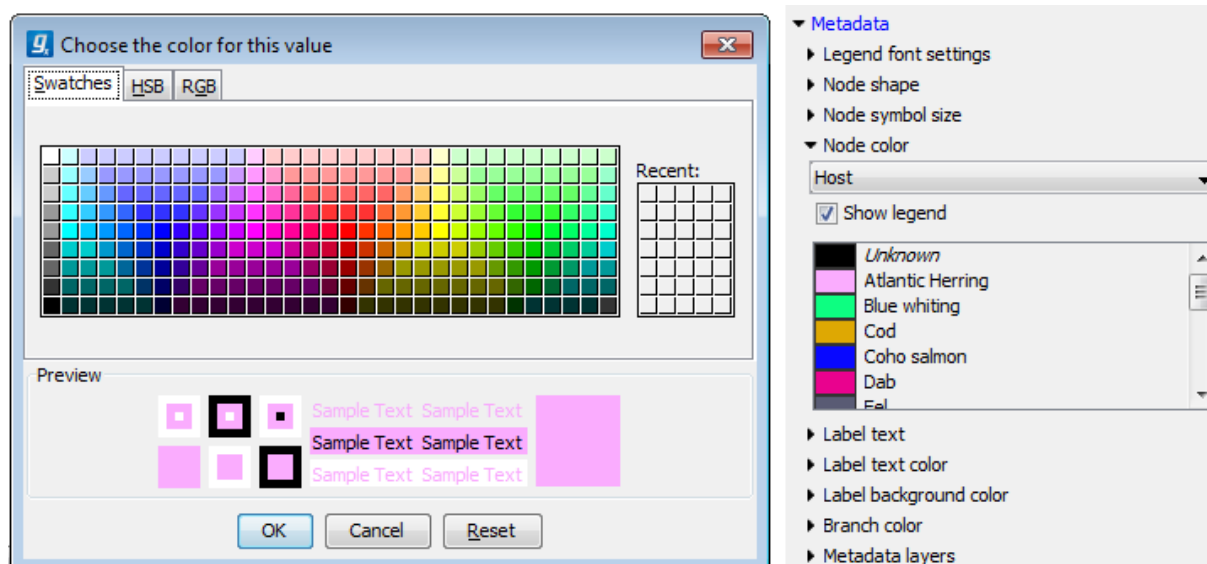 Choose the color for this value
Swatches HSB RGB
Recent:
Preview
Sample Text Sample Text
Sample Text Sample Text
Sample Text Sample Text
OK Cancel Reset
Metadata
Legend font settings
Node shape
Node symbol size
Node color
Host
Show legend
Unknown
Atlantic Herring
Blue whiting
Cod
Coho salmon
Dab
Eel
Label text
Label text color
Label background color
Branch color
Metadata layers